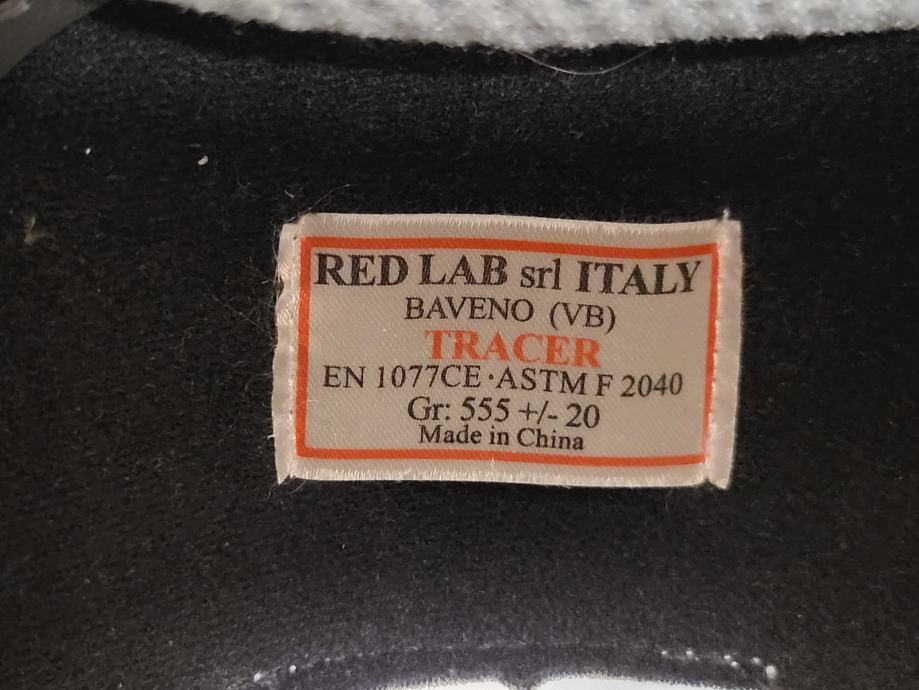 RED LAB srl ITALY
BAVENO (VB)
TRACER
EN 1077CE·ASTM F 2040
Gr: 555 +/- 20
Made in China